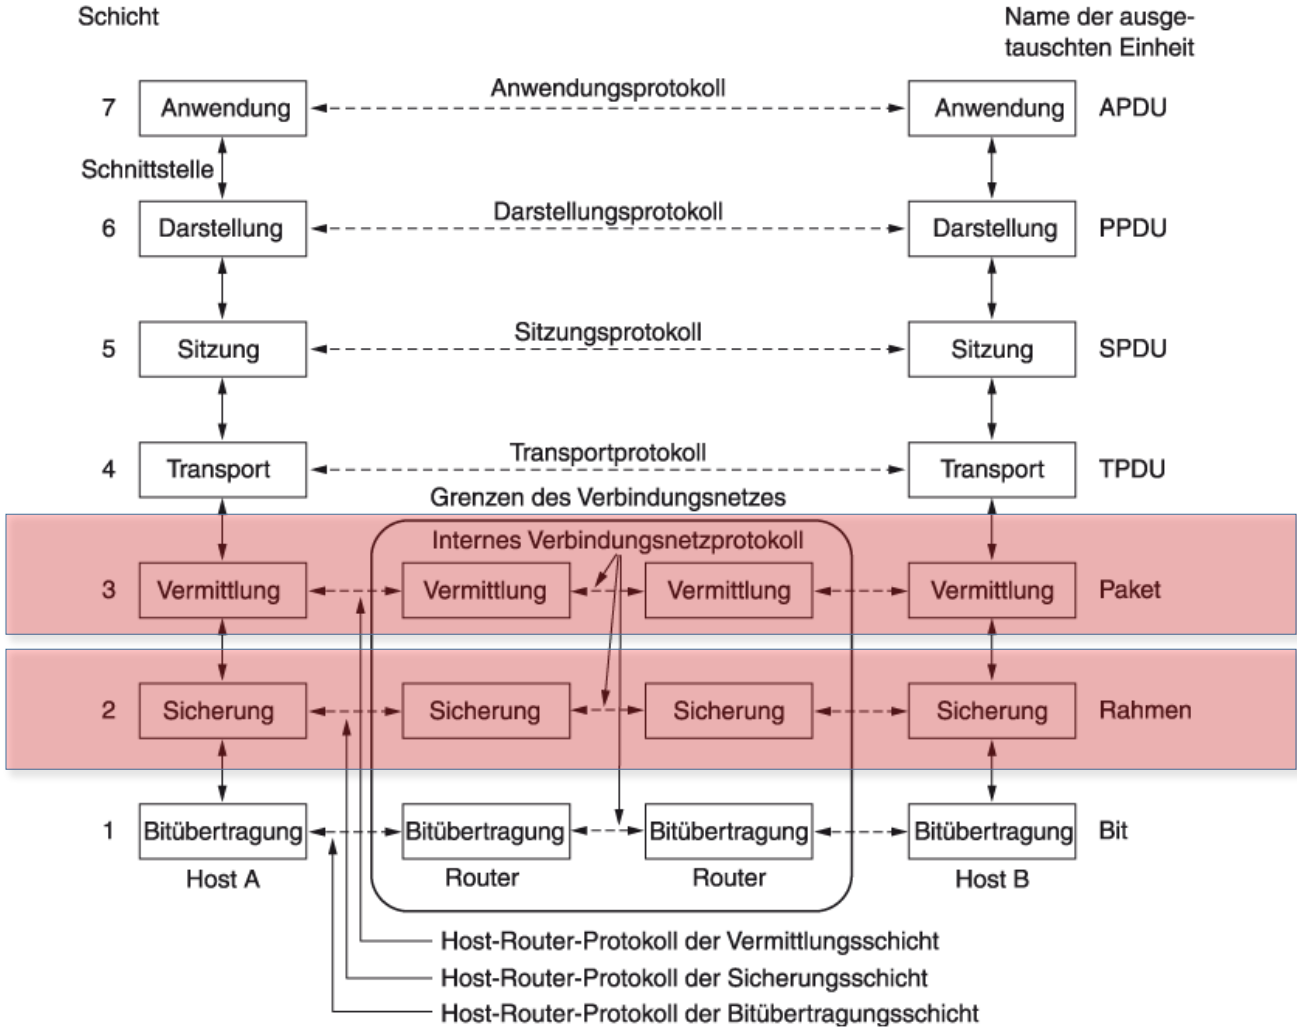 Schicht
Name der ausge-
tauschten Einheit
Anwendungsprotokoll
7 Anwendung Anwendung APDU
Schnittstelle
Darstellungsprotokoll
6 Darstellung Darstellung PPDU
Sitzungsprotokoll
5 Sitzung Sitzung SPDU
Transportprotokoll
4 Transport Transport TPDU
Grenzen des Verbindungsnetzes
Internes Verbindungsnetzprotokoll
3 Vermittlung Vermittlung Vermittlung Vermittlung Paket
2 Sicherung Sicherung Sicherung Sicherung Rahmen
1 Bitübertragung Bitübertragung Bitübertragung Bitübertragung Bit
Host A Router Router Host B
Host-Router-Protokoll der Vermittlungsschicht
Host-Router-Protokoll der Sicherungsschicht
Host-Router-Protokoll der Bitübertragungsschicht